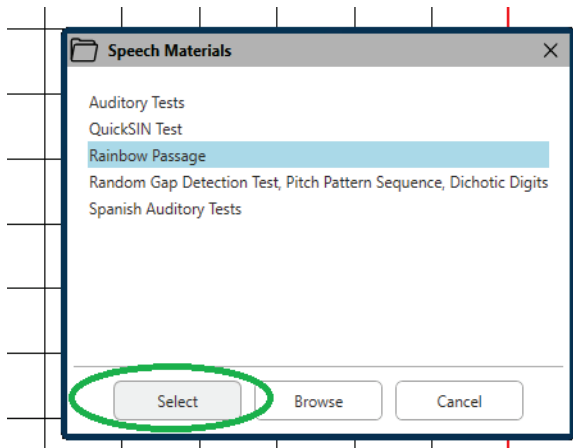 Speech Materials
Auditory Tests
QuickSIN Test
Rainbow Passage
Random Gap Detection Test, Pitch Pattern Sequence, Dichotic Digits
Spanish Auditory Tests
Select Browse Cancel